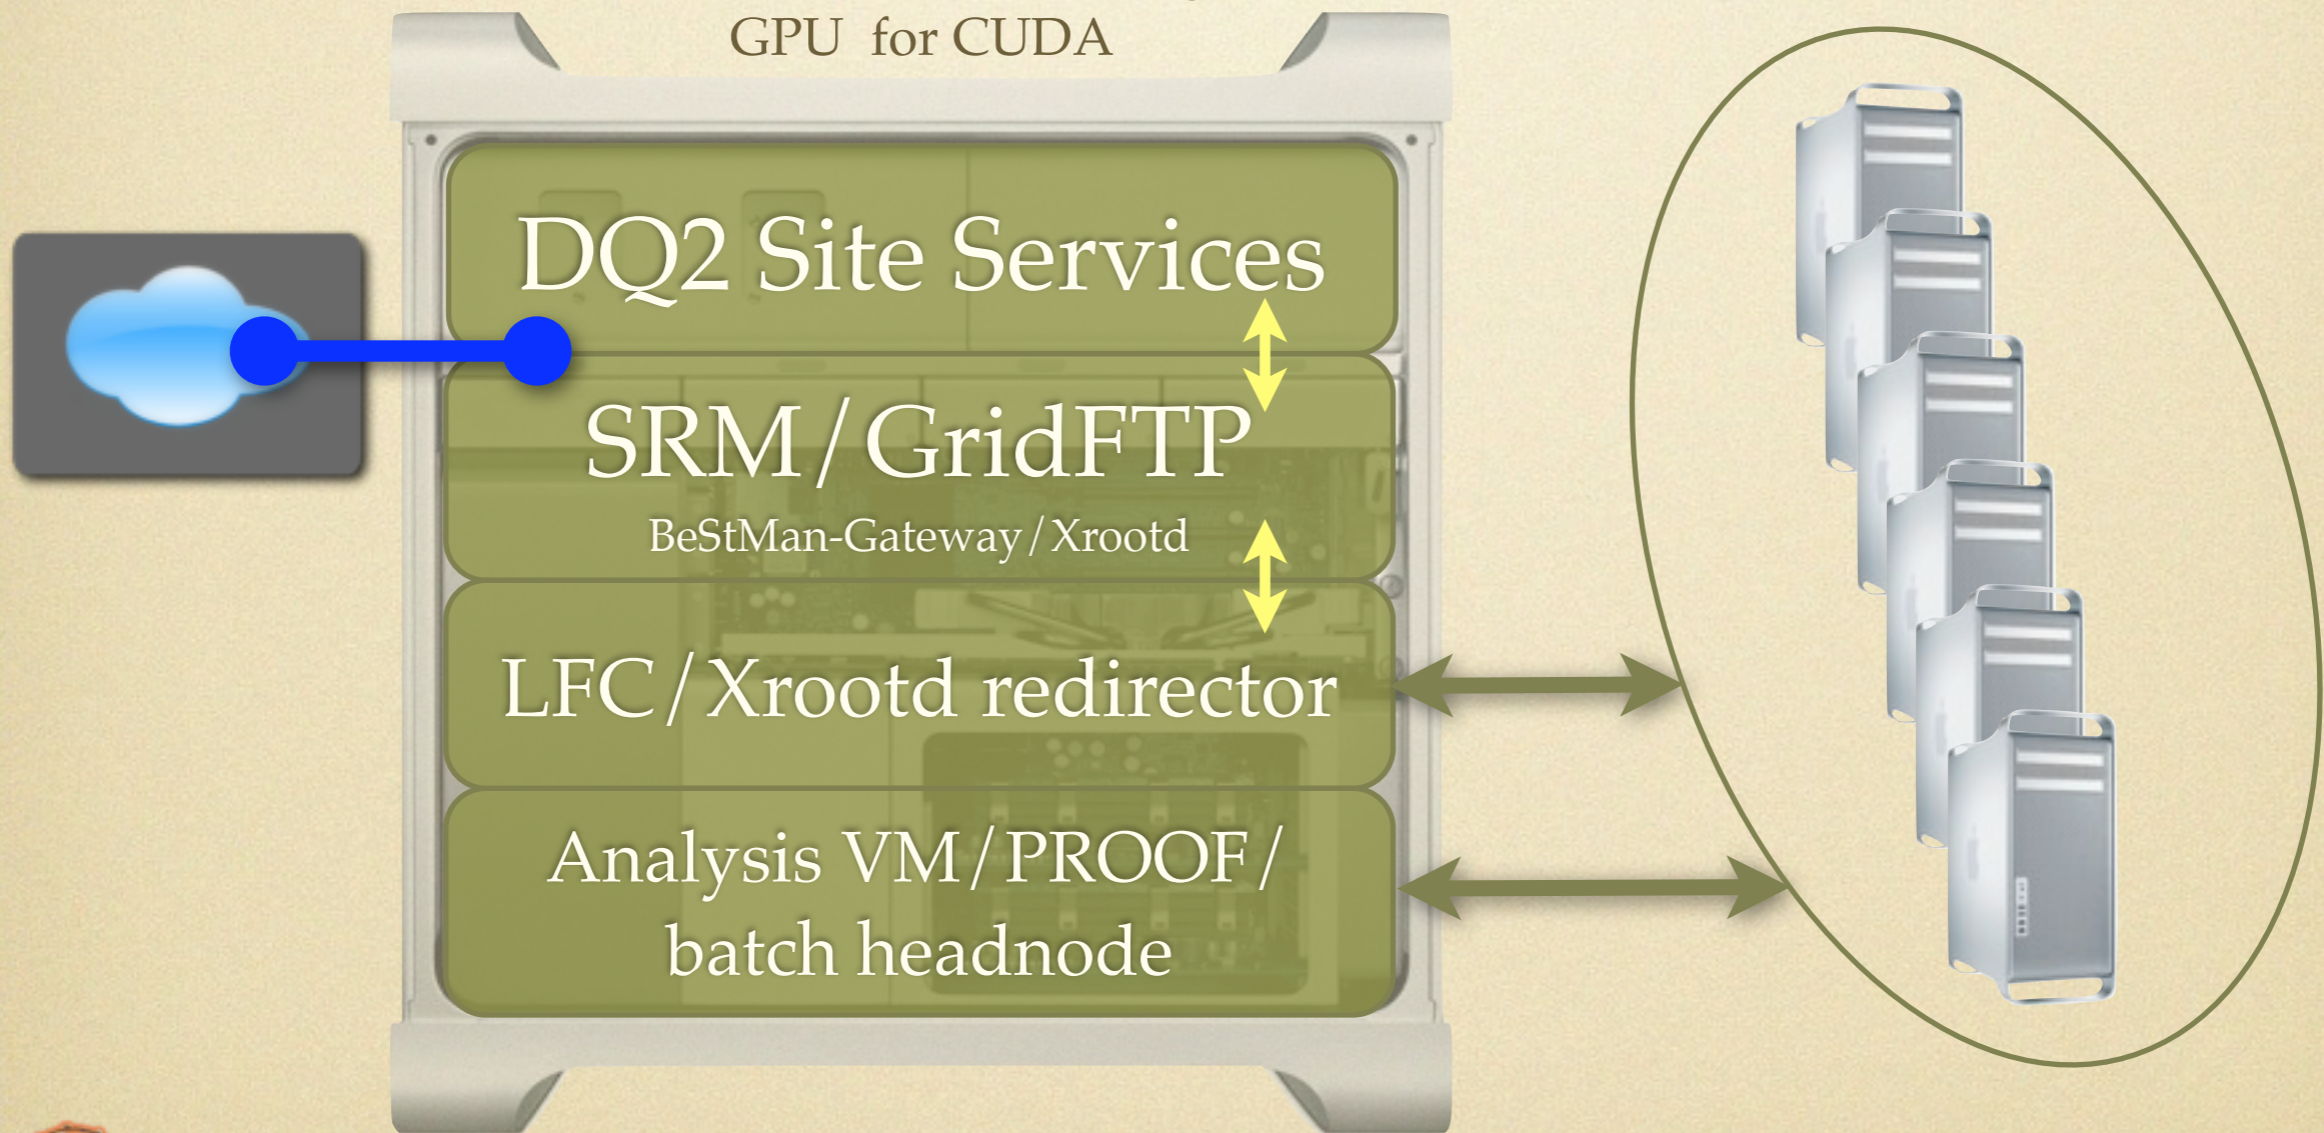 GPU for CUDA
DQ2 Site Services
SRM/GridFTP
BeStMan-Gateway/Xrootd
LFC/Xrootd redirector
Analysis VM/PROOF/
batch headnode